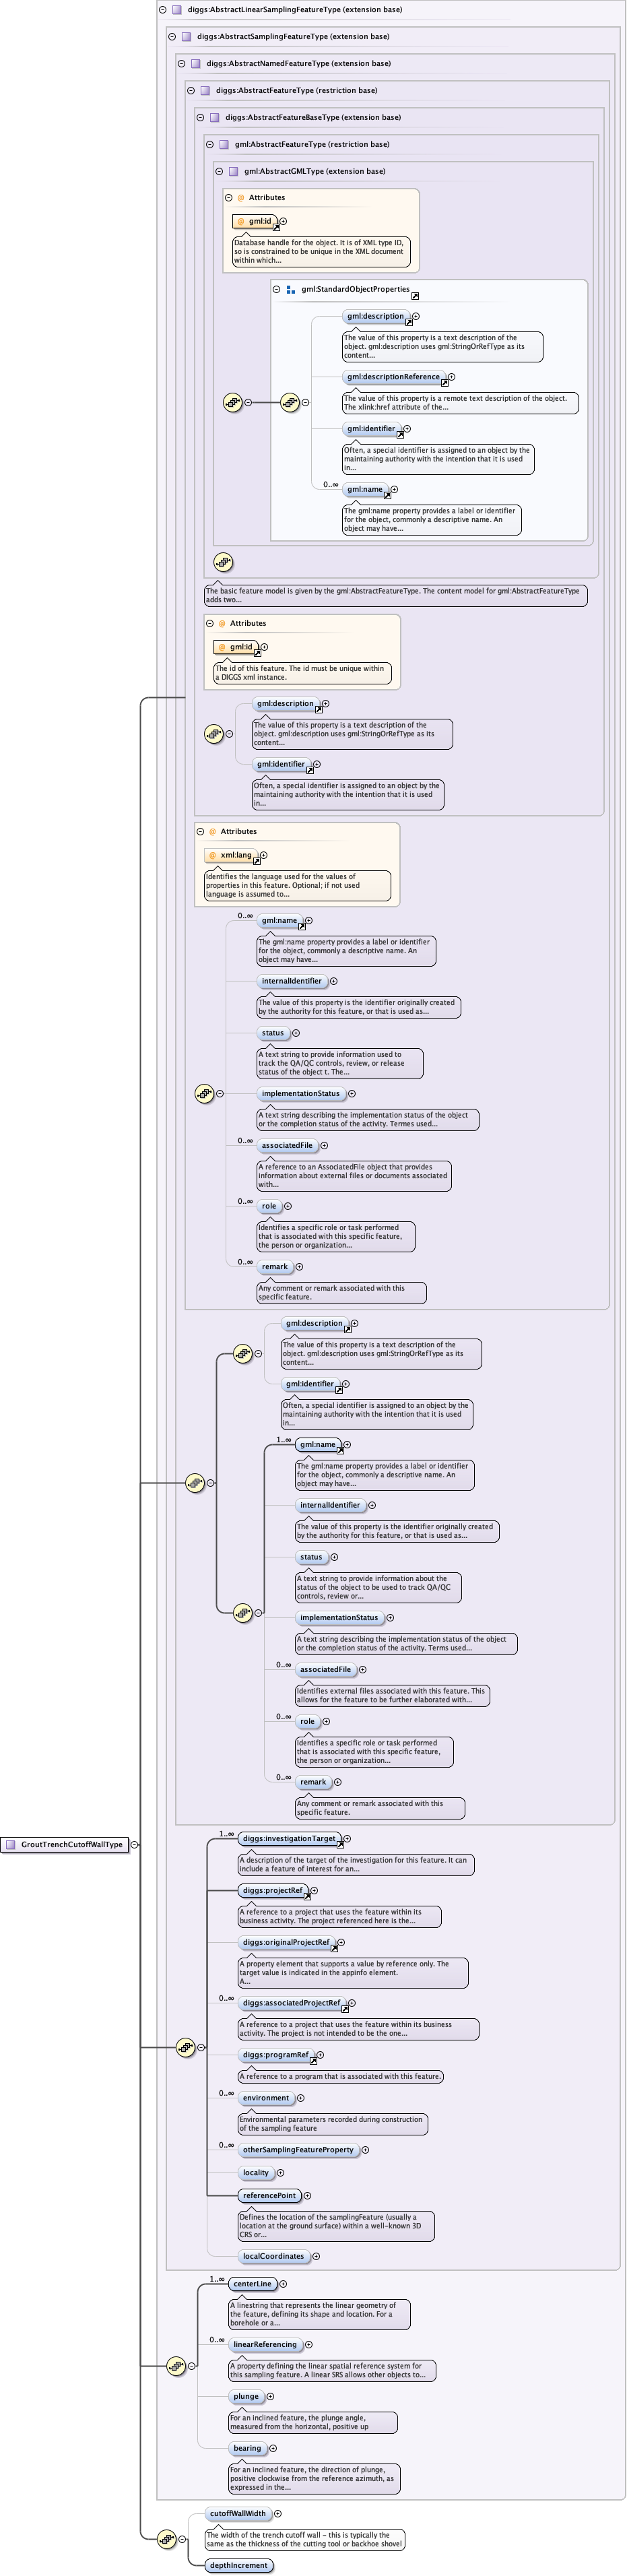 diggs:AbstractLinearSamplingFeatureType (extension base)
diggs:AbstractSamplingFeatureType (extension base)
diggs:AbstractNamedFeatureType (extension base)
diggs:AbstractFeatureType (restriction base)
diggs:AbstractFeatureBaseType (extension base)
gml:AbstractFeatureType (restriction base)
gml:AbstractGMLType (extension base)
@ Attributes
@ gml:id
Database handle for the object. It is of XML type ID,
so is constrained to be unique in the XML document
within which...
gml:StandardObjectProperties
gml:description
The value of this property is a text description of the
object. gml:description uses gml:StringOrRefType as its
content...
gml:descriptionReference
The value of this property is a remote text description of the object.
The xlink:href attribute of the...
gml:identifier
Often, a special identifier is assigned to an object by the
maintaining authority with the intention that it is used
in...
0..∞
gml:name
The gml:name property provides a label or identifier
for the object, commonly a descriptive name. An
object may have...
The basic feature model is given by the gml:AbstractFeatureType. The content model for gml:AbstractFeatureType
adds two...
@ Attributes
@ gml:id
The id of this feature. The id must be unique within
a DIGGS xml instance.
gml:description
The value of this property is a text description of the
object. gml:description uses gml:StringOrRefType as its
content...
gml:identifier
Often, a special identifier is assigned to an object by the
maintaining authority with the intention that it is used
in...
@ Attributes
@ xml:lang
Identifies the language used for the values of
properties in this feature. Optional; if not used
language is assumed to...
0..∞
gml:name
The gml:name property provides a label or identifier
for the object, commonly a descriptive name. An
object may have...
internalIdentifier
The value of this property is the identifier originally created
by the authority for this feature, or that is used as...
status
A text string to provide information used to
track the QA/QC controls, review, or release
status of the object t. The...
implementationStatus
A text string describing the implementation status of the object
or the completion status of the activity. Termes used...
0..∞
associatedFile
A reference to an AssociatedFile object that provides
information about external files or documents associated
with...
0..∞
role
Identifies a specific role or task performed
that is associated with this specific feature,
the person or organization...
0..∞
remark
Any comment or remark associated with this
specific feature.
gml:description
The value of this property is a text description of the
object. gml:description uses gml:StringOrRefType as its
content...
gml:identifier
Often, a special identifier is assigned to an object by the
maintaining authority with the intention that it is used
in...
1..∞
gml:name
The gml:name property provides a label or identifier
for the object, commonly a descriptive name. An
object may have...
internalIdentifier
The value of this property is the identifier originally created
by the authority for this feature, or that is used as...
status
A text string to provide information about the
status of the object to be used to track QA/QC
controls, review or...
implementationStatus
A text string describing the implementation status of the object
or the completion status of the activity. Terms used...
0..∞
associatedFile
Identifies external files associated with this feature. This
allows for the feature to be further elaborated with...
0..∞
role
Identifies a specific role or task performed
that is associated with this specific feature,
the person or organization...
0..∞
remark
Any comment or remark associated with this
specific feature.
GroutTrenchCutoffWallType
1..∞
diggs:investigationTarget
A description of the target of the investigation for this feature. It can
include a feature of interest for an...
diggs:projectRef
A reference to a project that uses the feature within its
business activity. The project referenced here is the...
diggs:originalProjectRef
A property element that supports a value by reference only. The
target value is indicated in the appinfo element.
A...
0..∞
diggs:associatedProjectRef
A reference to a project that uses the feature within its business
activity. The project is not intended to be the one...
diggs:programRef
A reference to a program that is associated with this feature.
0..∞
environment
Environmental parameters recorded during construction
of the sampling feature
0..∞
otherSamplingFeatureProperty
locality
referencePoint
Defines the location of the samplingFeature (usually a
location at the ground surface) within a well-known 3D
CRS or...
localCoordinates
1..∞
centerLine
A linestring that represents the linear geometry of
the feature, defining its shape and location. For a
borehole or a...
0..∞
linearReferencing
A property defining the linear spatial reference system for
this sampling feature. A linear SRS allows other objects to...
plunge
For an inclined feature, the plunge angle,
measured from the horizontal, positive up
bearing
For an inclined feature, the direction of plunge,
positive clockwise from the reference azimuth, as
expressed in the...
cutoffWallWidth
The width of the trench cutoff wall - this is typically the
same as the thickness of the cutting tool or backhoe shovel
depthIncrement